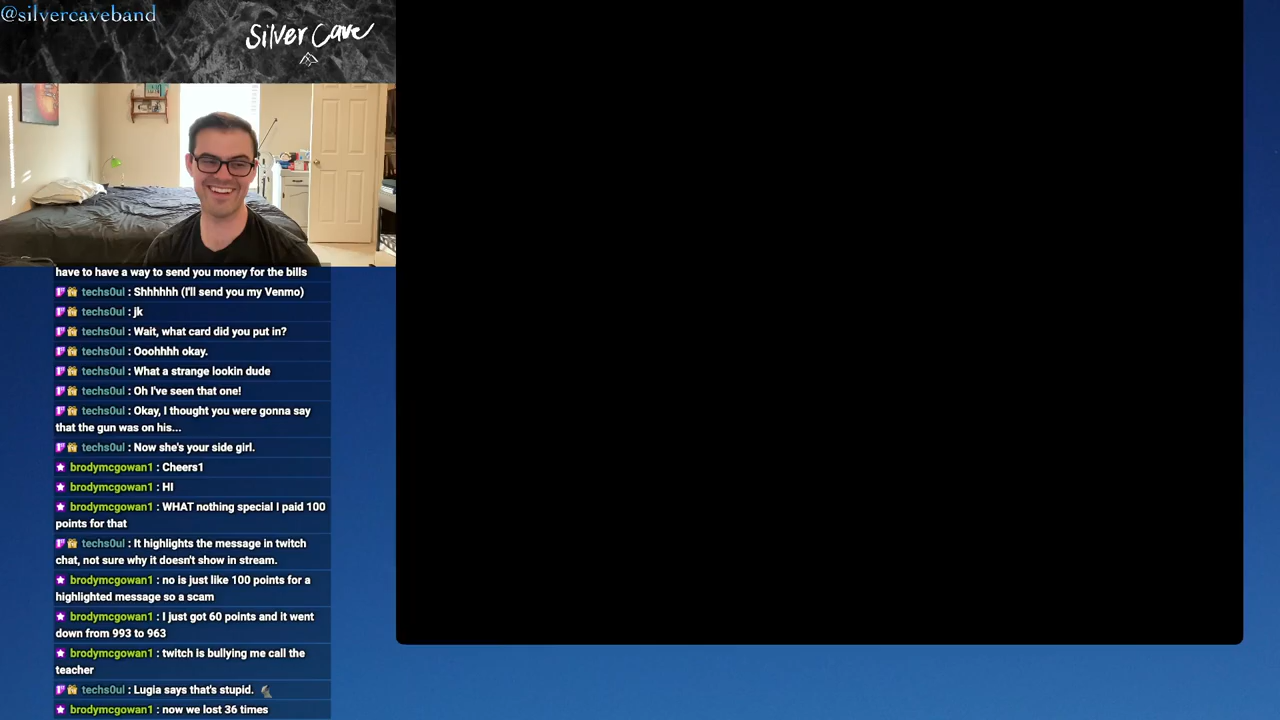 @silvercaveband
Silver Cave
have to have a way to send you money for the bills
techs0ul : Shhhhhh (I'll send you my Venmo)
techs0ul : jk
techs0ul : Wait, what card did you put in?
techs0ul : Ooohhhh okay.
techs0ul : What a strange lookin dude
techs0ul : Oh I've seen that one!
techs0ul : Okay, I thought you were gonna say
that the gun was on his...
techs0ul : Now she's your side girl.
brodymcgowan1 : Cheers1
brodymcgowan1 : HI
brodymcgowan1 : WHAT nothing special I paid 100
points for that
techs0ul : It highlights the message in twitch
chat, not sure why it doesn't show in stream.
brodymcgowan1 : no is just like 100 points for a
highlighted message so a scam
brodymcgowan1 : I just got 60 points and it went
down from 993 to 963
brodymcgowan1 : twitch is bullying me call the
teacher
techs0ul : Lugia says that's stupid.
brodymcgowan1 : now we lost 36 times